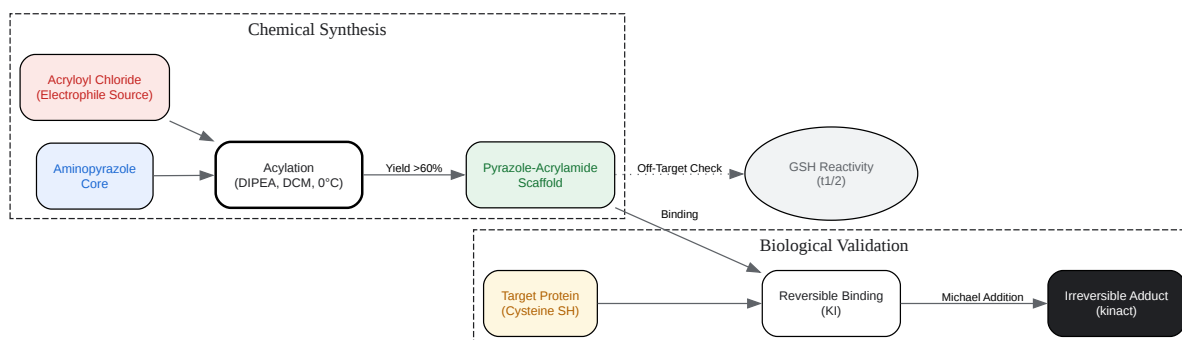 Chemical Synthesis
Acryloyl Chloride
(Electrophile Source)
Aminopyrazole
Core
Acylation
(DIPEA, DCM, 0°C)
Yield >60%
Pyrazole-Acrylamide
Scaffold
Off-Target Check
GSH Reactivity
(t1/2)
Binding
Biological Validation
Target Protein
(Cysteine SH)
Reversible Binding
(KI)
Michael Addition
Irreversible Adduct
(kinact)